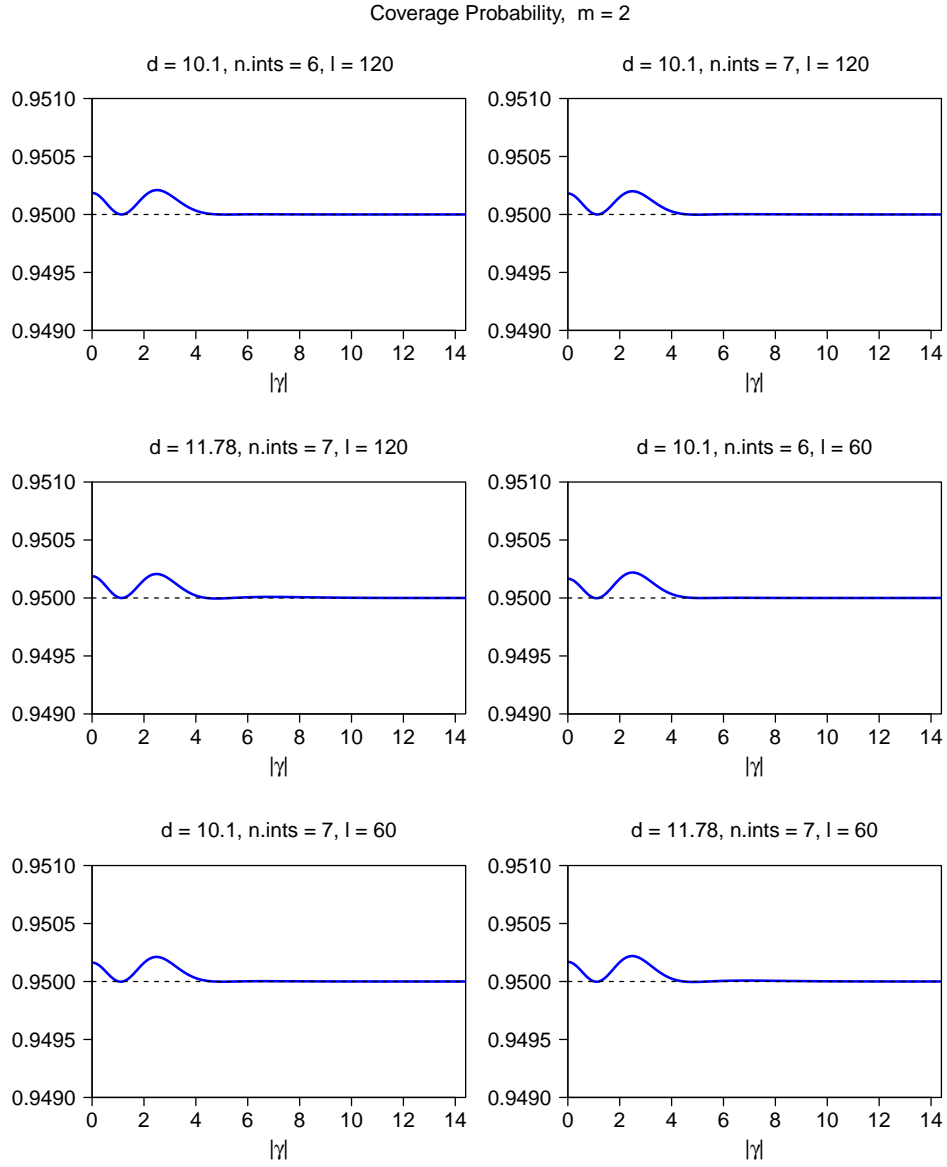 Coverage Probability,  m = 2
d = 10.1, n.ints = 6, l = 120
0.9510
0.9505
0.9500
0.9495
0.9490
0 2 4 6 8 10 12 14
|γ|
d = 10.1, n.ints = 7, l = 120
0.9510
0.9505
0.9500
0.9495
0.9490
0 2 4 6 8 10 12 14
|γ|
d = 11.78, n.ints = 7, l = 120
0.9510
0.9505
0.9500
0.9495
0.9490
0 2 4 6 8 10 12 14
|γ|
d = 10.1, n.ints = 6, l = 60
0.9510
0.9505
0.9500
0.9495
0.9490
0 2 4 6 8 10 12 14
|γ|
d = 10.1, n.ints = 7, l = 60
0.9510
0.9505
0.9500
0.9495
0.9490
0 2 4 6 8 10 12 14
|γ|
d = 11.78, n.ints = 7, l = 60
0.9510
0.9505
0.9500
0.9495
0.9490
0 2 4 6 8 10 12 14
|γ|